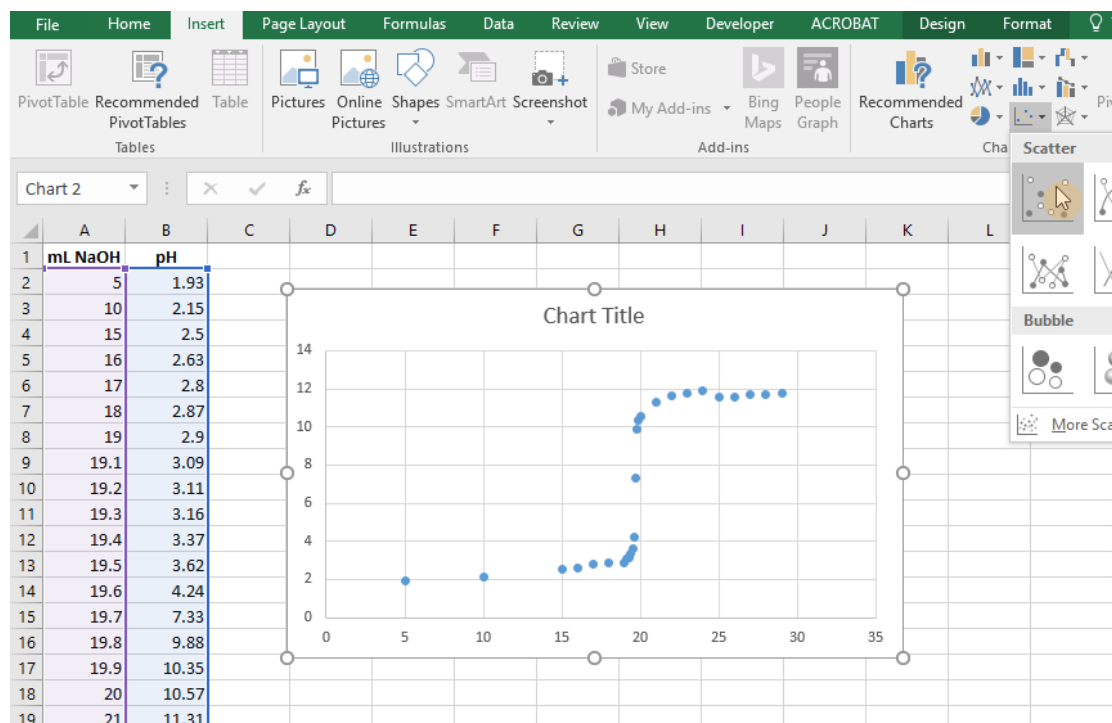 File Home Insert Page Layout Formulas Data Review View Developer ACROBAT Design Format
PivotTable Recommended PivotTables Table
Tables
Pictures Online Pictures Shapes SmartArt Screenshot
Illustrations
Store
My Add-ins
Bing Maps People Graph
Add-ins
Recommended Charts
Scatter
Bubble
Chart 2 fx
A B C D E F G H I J K L
1 mL NaOH pH
2 5 1.93
3 10 2.15
4 15 2.5
5 16 2.63
6 17 2.8
7 18 2.87
8 19 2.9
9 19.1 3.09
10 19.2 3.11
11 19.3 3.16
12 19.4 3.37
13 19.5 3.62
14 19.6 4.24
15 19.7 7.33
16 19.8 9.88
17 19.9 10.35
18 20 10.57
19 21 11.31
Chart Title
14
12
10
8
6
4
2
0
0 5 10 15 20 25 30 35